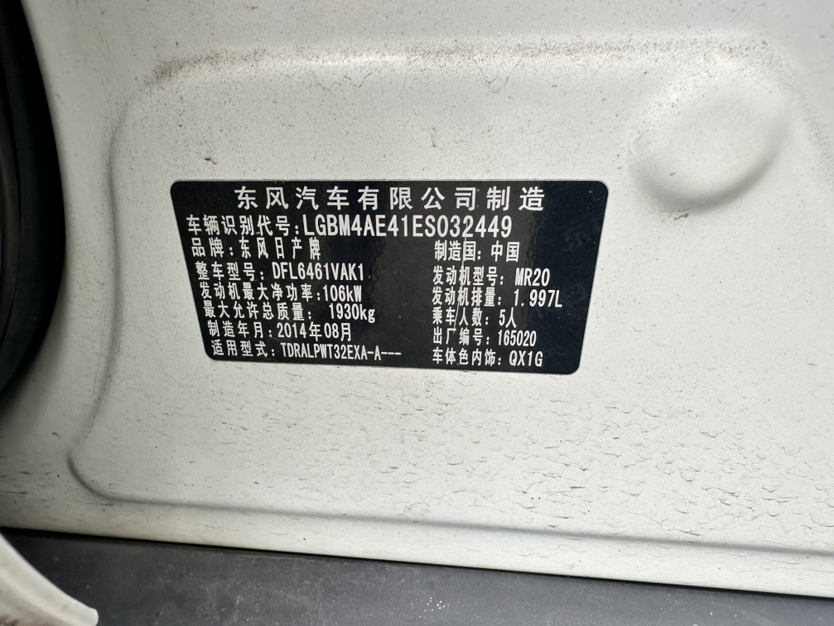 东风汽车有限公司制造
车辆识别代号:LGBM4AE41ES032449
品牌:东风日产牌 制造国:中国
整车型号:DFL6461VAK1 发动机型号:MR20
发动机最大净功率:106kW 发动机排量:1.997L
最大允许总质量: 1930kg 乘车人数:5人
制造年月:2014年08月 出厂编号:165020
适用型号:TDRALPWT32EXA-A--- 车体色内饰:QX1G